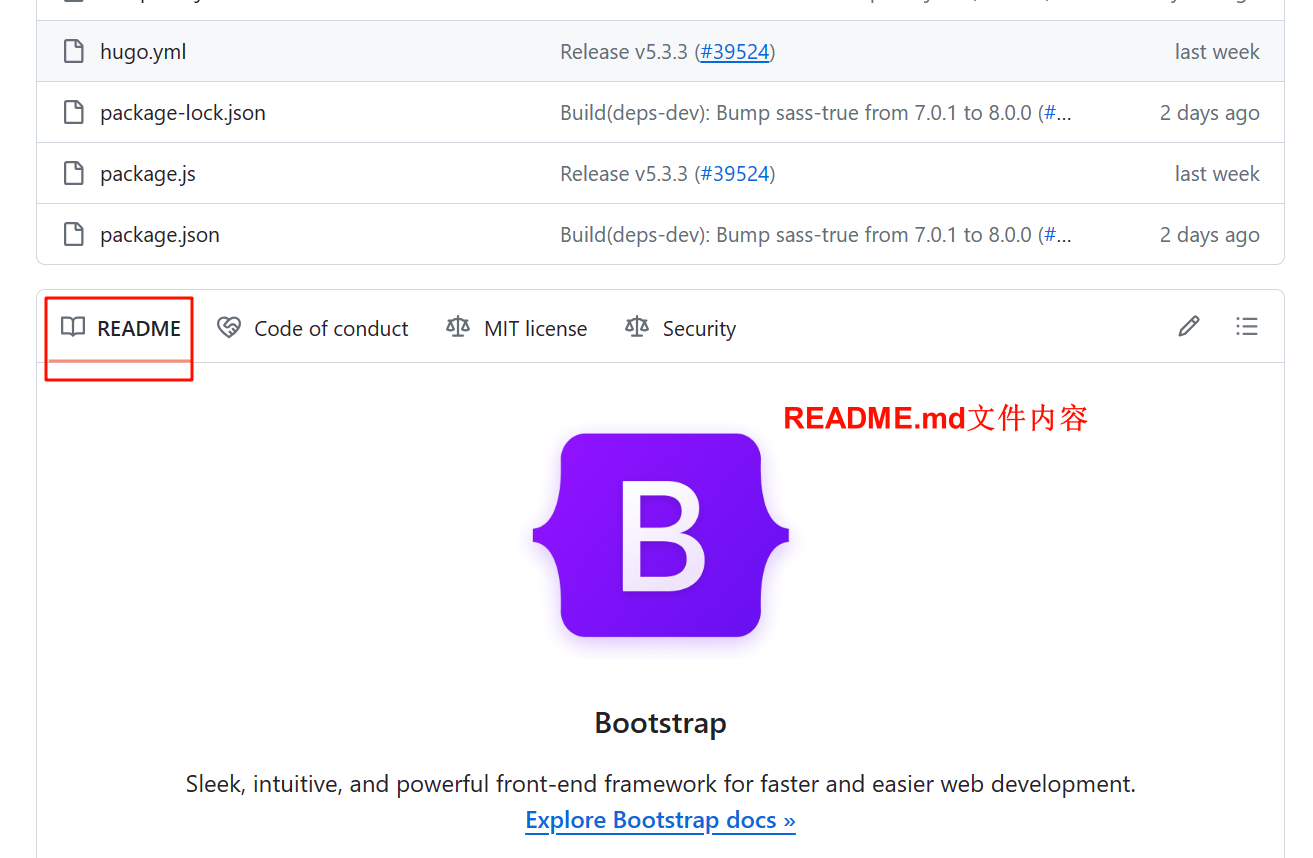 hugo.yml Release v5.3.3 (#39524) last week
package-lock.json Build(deps-dev): Bump sass-true from 7.0.1 to 8.0.0 (#... 2 days ago
package.js Release v5.3.3 (#39524) last week
package.json Build(deps-dev): Bump sass-true from 7.0.1 to 8.0.0 (#... 2 days ago
README Code of conduct MIT license Security
README.md文件内容
B
Bootstrap
Sleek, intuitive, and powerful front-end framework for faster and easier web development.
Explore Bootstrap docs »